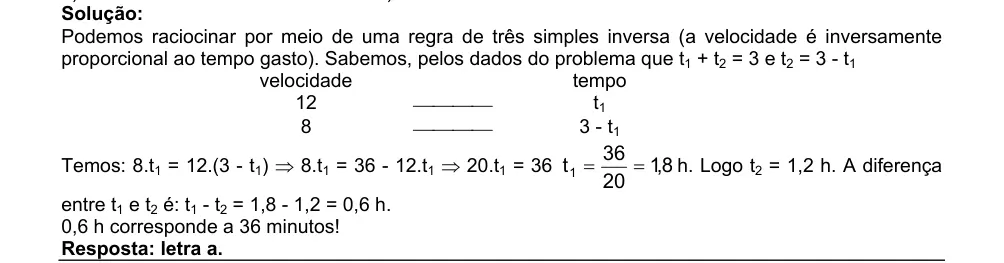 Solução:
Podemos raciocinar por meio de uma regra de três simples inversa (a velocidade é inversamente
proporcional ao tempo gasto). Sabemos, pelos dados do problema que t₁ + t₂ = 3 e t₂ = 3 - t₁
velocidade tempo
12 ________ t₁
8 ________ 3 - t₁
Temos: 8.t₁ = 12.(3 - t₁) ⇒ 8.t₁ = 36 - 12.t₁ ⇒ 20.t₁ = 36 t₁ = 36/20 = 1,8 h. Logo t₂ = 1,2 h. A diferença
entre t₁ e t₂ é: t₁ - t₂ = 1,8 - 1,2 = 0,6 h.
0,6 h corresponde a 36 minutos!
Resposta: letra a.